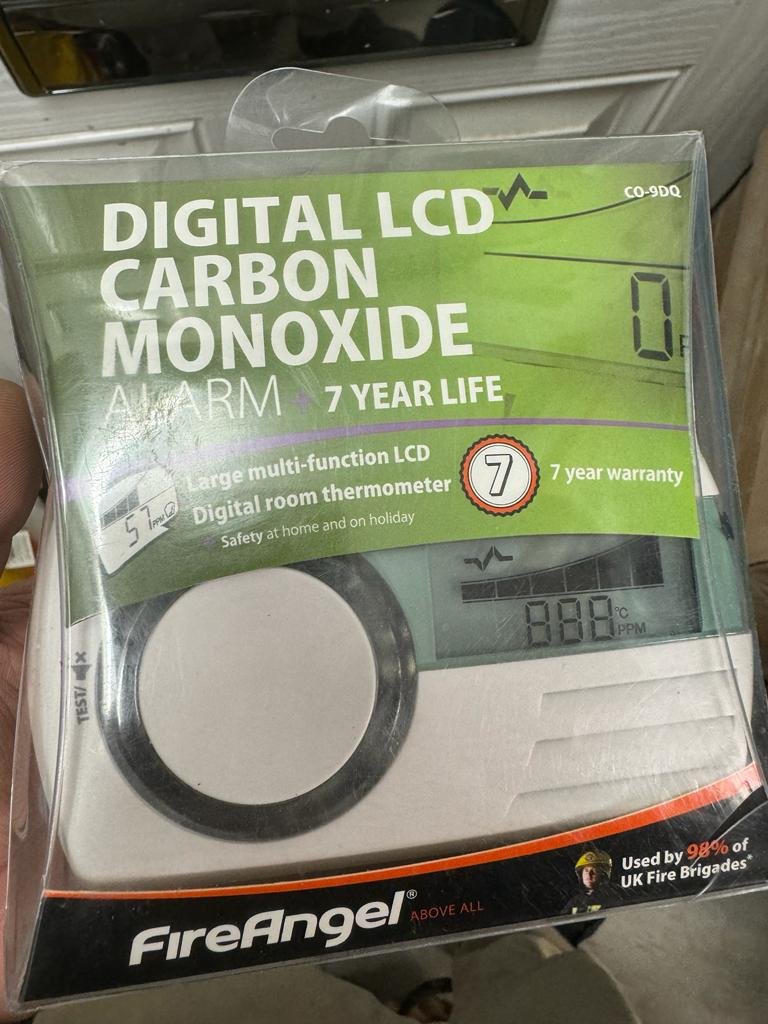 CO-9DQ
DIGITAL LCD
CARBON
MONOXIDE
ALARM + 7 YEAR LIFE
0
Large multi-function LCD
Digital room thermometer
+ Safety at home and on holiday
57 PPM
7
7 year warranty
888 °C
PPM
TEST/
Used by 98% of
UK Fire Brigades*
FireAngel®
ABOVE ALL